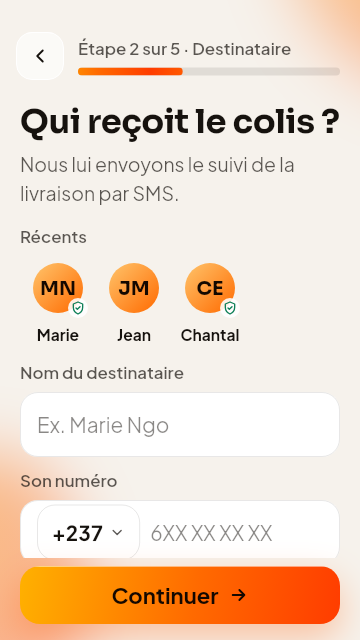 Étape 2 sur 5 · Destinataire
Qui reçoit le colis ?
Nous lui envoyons le suivi de la
livraison par SMS.
Récents
MN JM CE
Marie Jean Chantal
Nom du destinataire
Ex. Marie Ngo
Son numéro
+237 6XX XX XX XX
Continuer →